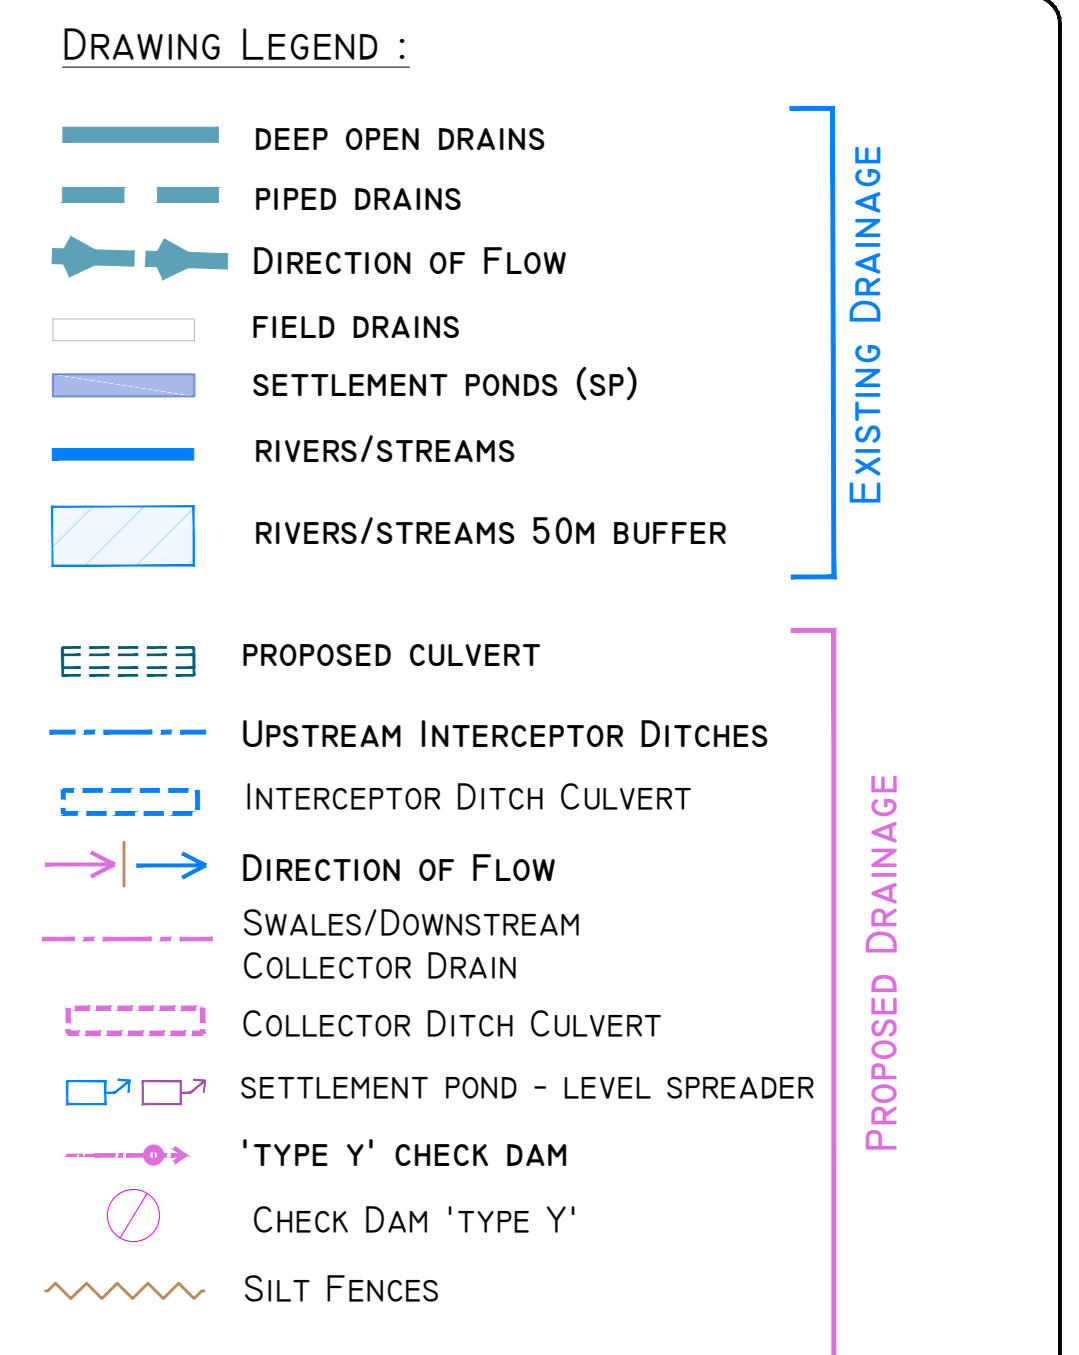 DRAWING LEGEND :
DEEP OPEN DRAINS
PIPED DRAINS
DIRECTION OF FLOW
FIELD DRAINS
SETTLEMENT PONDS (SP)
RIVERS/STREAMS
RIVERS/STREAMS 50M BUFFER
EXISTING DRAINAGE
PROPOSED CULVERT
UPSTREAM INTERCEPTOR DITCHES
INTERCEPTOR DITCH CULVERT
DIRECTION OF FLOW
SWALES/DOWNSTREAM
COLLECTOR DRAIN
COLLECTOR DITCH CULVERT
SETTLEMENT POND - LEVEL SPREADER
'TYPE Y' CHECK DAM
CHECK DAM 'TYPE Y'
SILT FENCES
PROPOSED DRAINAGE